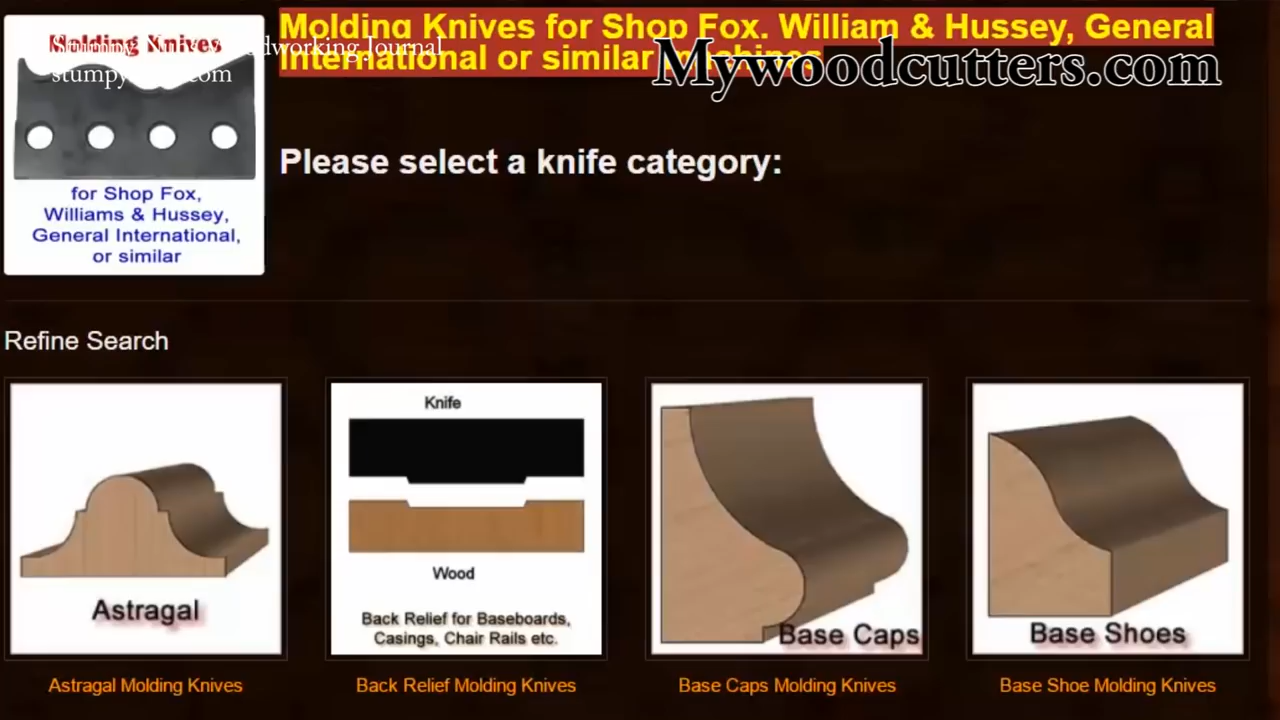 Molding Knives for Shop Fox. William & Hussey, General
International or similar
Mywoodcutters.com
Molding Knives
Woodworking Journal
for Shop Fox,
Williams & Hussey,
General International,
or similar
Please select a knife category:
Refine Search
Astragal
Knife
Wood
Back Relief for Baseboards,
Casings, Chair Rails etc.
Base Caps
Base Shoes
Astragal Molding Knives
Back Relief Molding Knives
Base Caps Molding Knives
Base Shoe Molding Knives